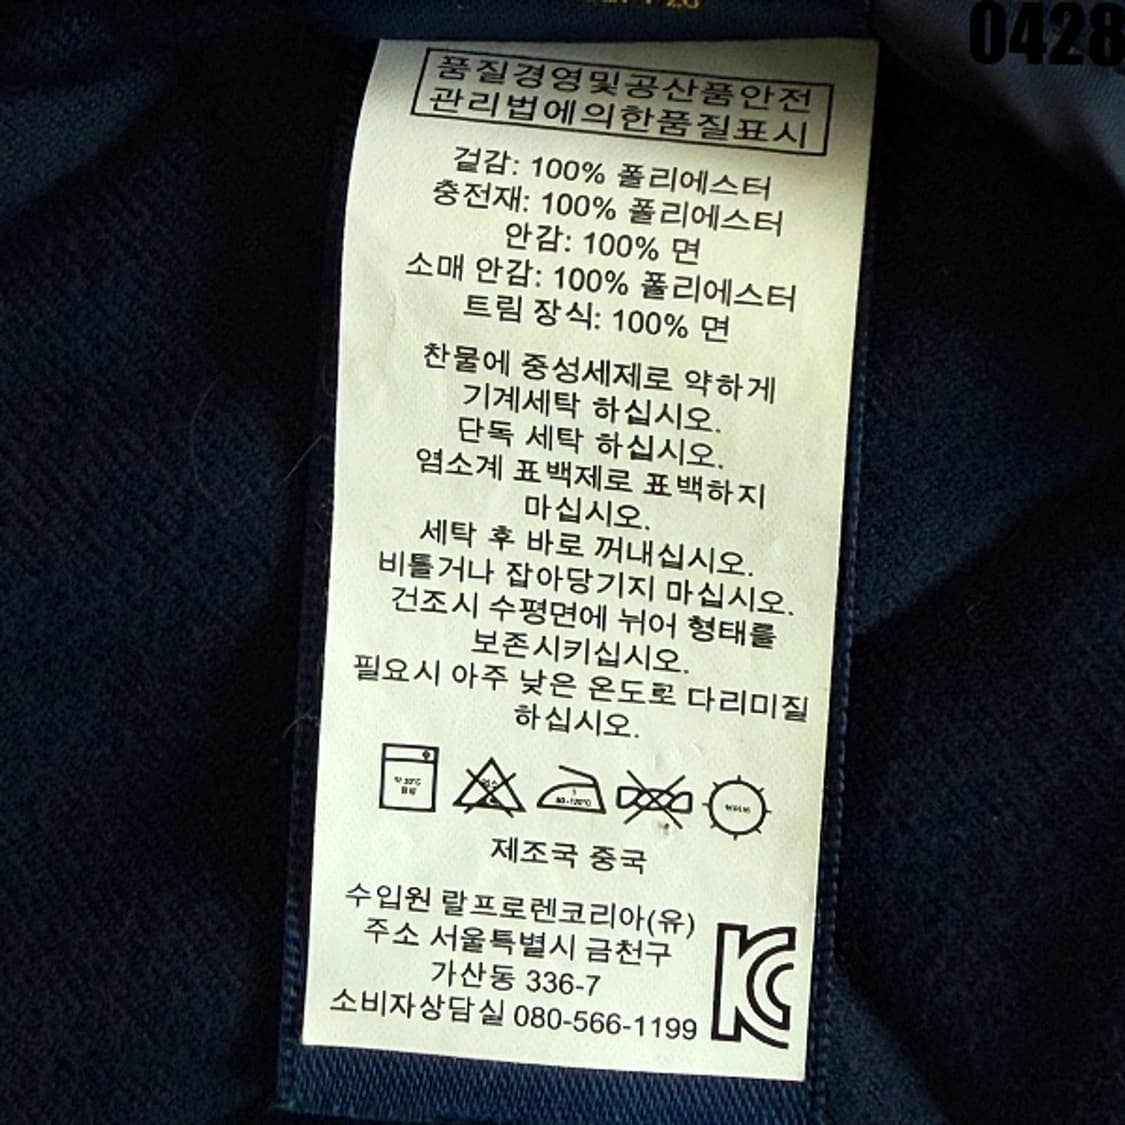 0428
품질경영및공산품안전
관리법에의한품질표시
겉감: 100% 폴리에스터
충전재: 100% 폴리에스터
안감: 100% 면
소매 안감: 100% 폴리에스터
트림 장식: 100% 면
찬물에 중성세제로 약하게
기계세탁 하십시오.
단독 세탁 하십시오.
염소계 표백제로 표백하지
마십시오.
세탁 후 바로 꺼내십시오.
비틀거나 잡아당기지 마십시오.
건조시 수평면에 뉘어 형태를
보존시키십시오.
필요시 아주 낮은 온도로 다리미질
하십시오.
제조국 중국
수입원 랄프로렌코리아(유)
주소 서울특별시 금천구
가산동 336-7
소비자상담실 080-566-1199
KC